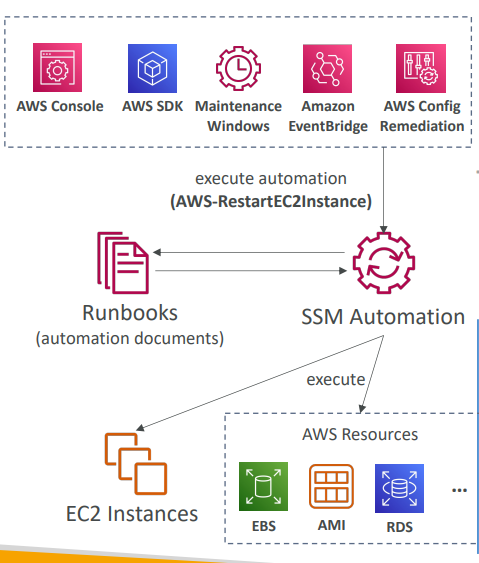 AWS Console
AWS SDK
Maintenance
Windows
Amazon
EventBridge
AWS Config
Remediation
execute automation
(AWS-RestartEC2Instance)
Runbooks
(automation documents)
SSM Automation
execute
AWS Resources
EC2 Instances
EBS
AMI
RDS
...